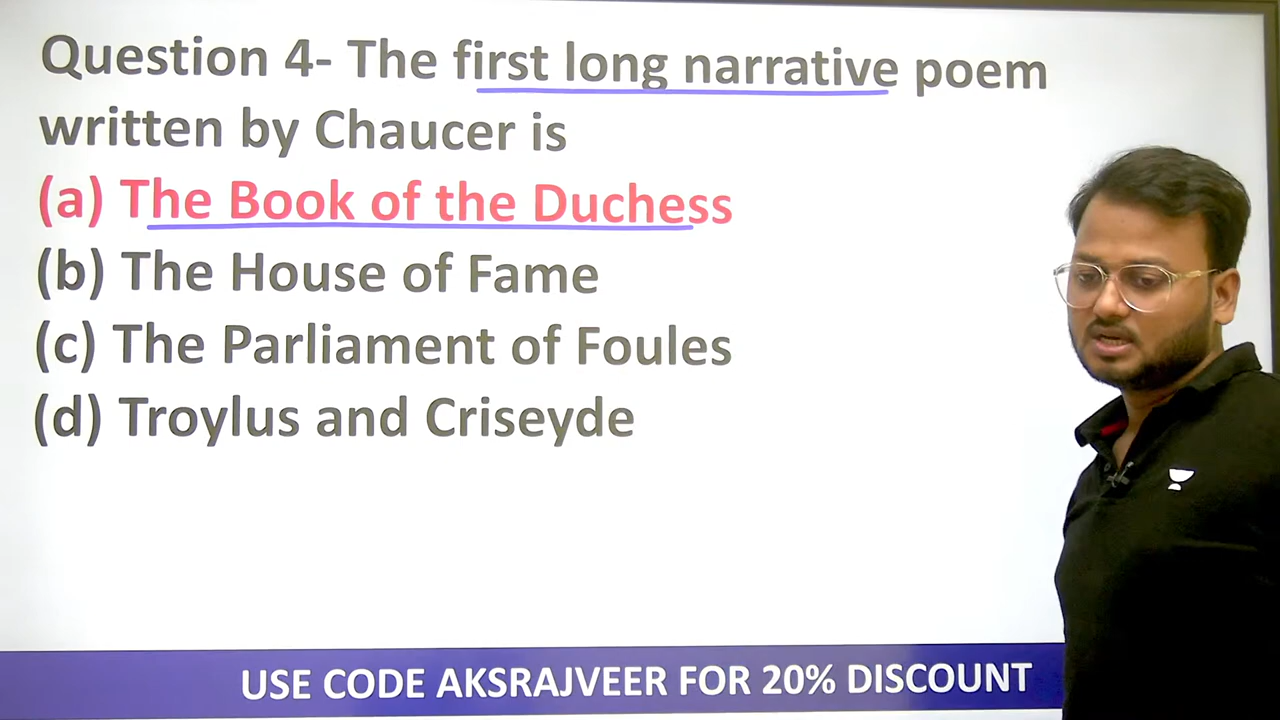 Question 4- The first long narrative poem
written by Chaucer is
(a) The Book of the Duchess
(b) The House of Fame
(c) The Parliament of Foules
(d) Troylus and Criseyde
USE CODE AKSRAJVEER FOR 20% DISCOUNT